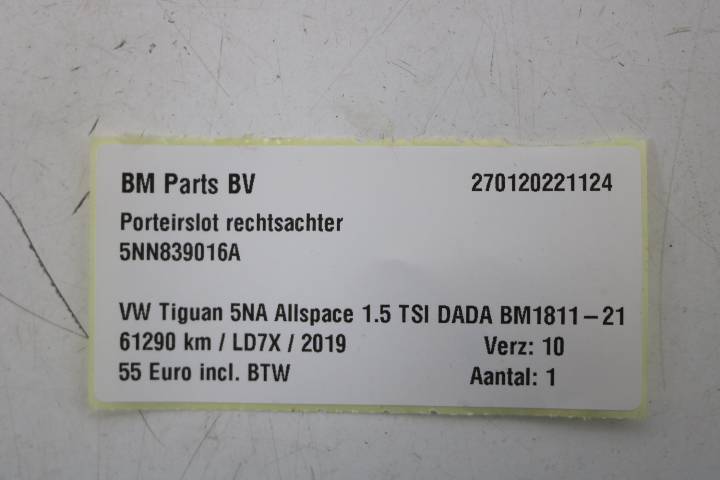 BM Parts BV 270120221124
Porteirslot rechtsachter
5NN839016A
VW Tiguan 5NA Allspace 1.5 TSI DADA BM1811-21
61290 km / LD7X / 2019 Verz: 10
55 Euro incl. BTW Aantal: 1